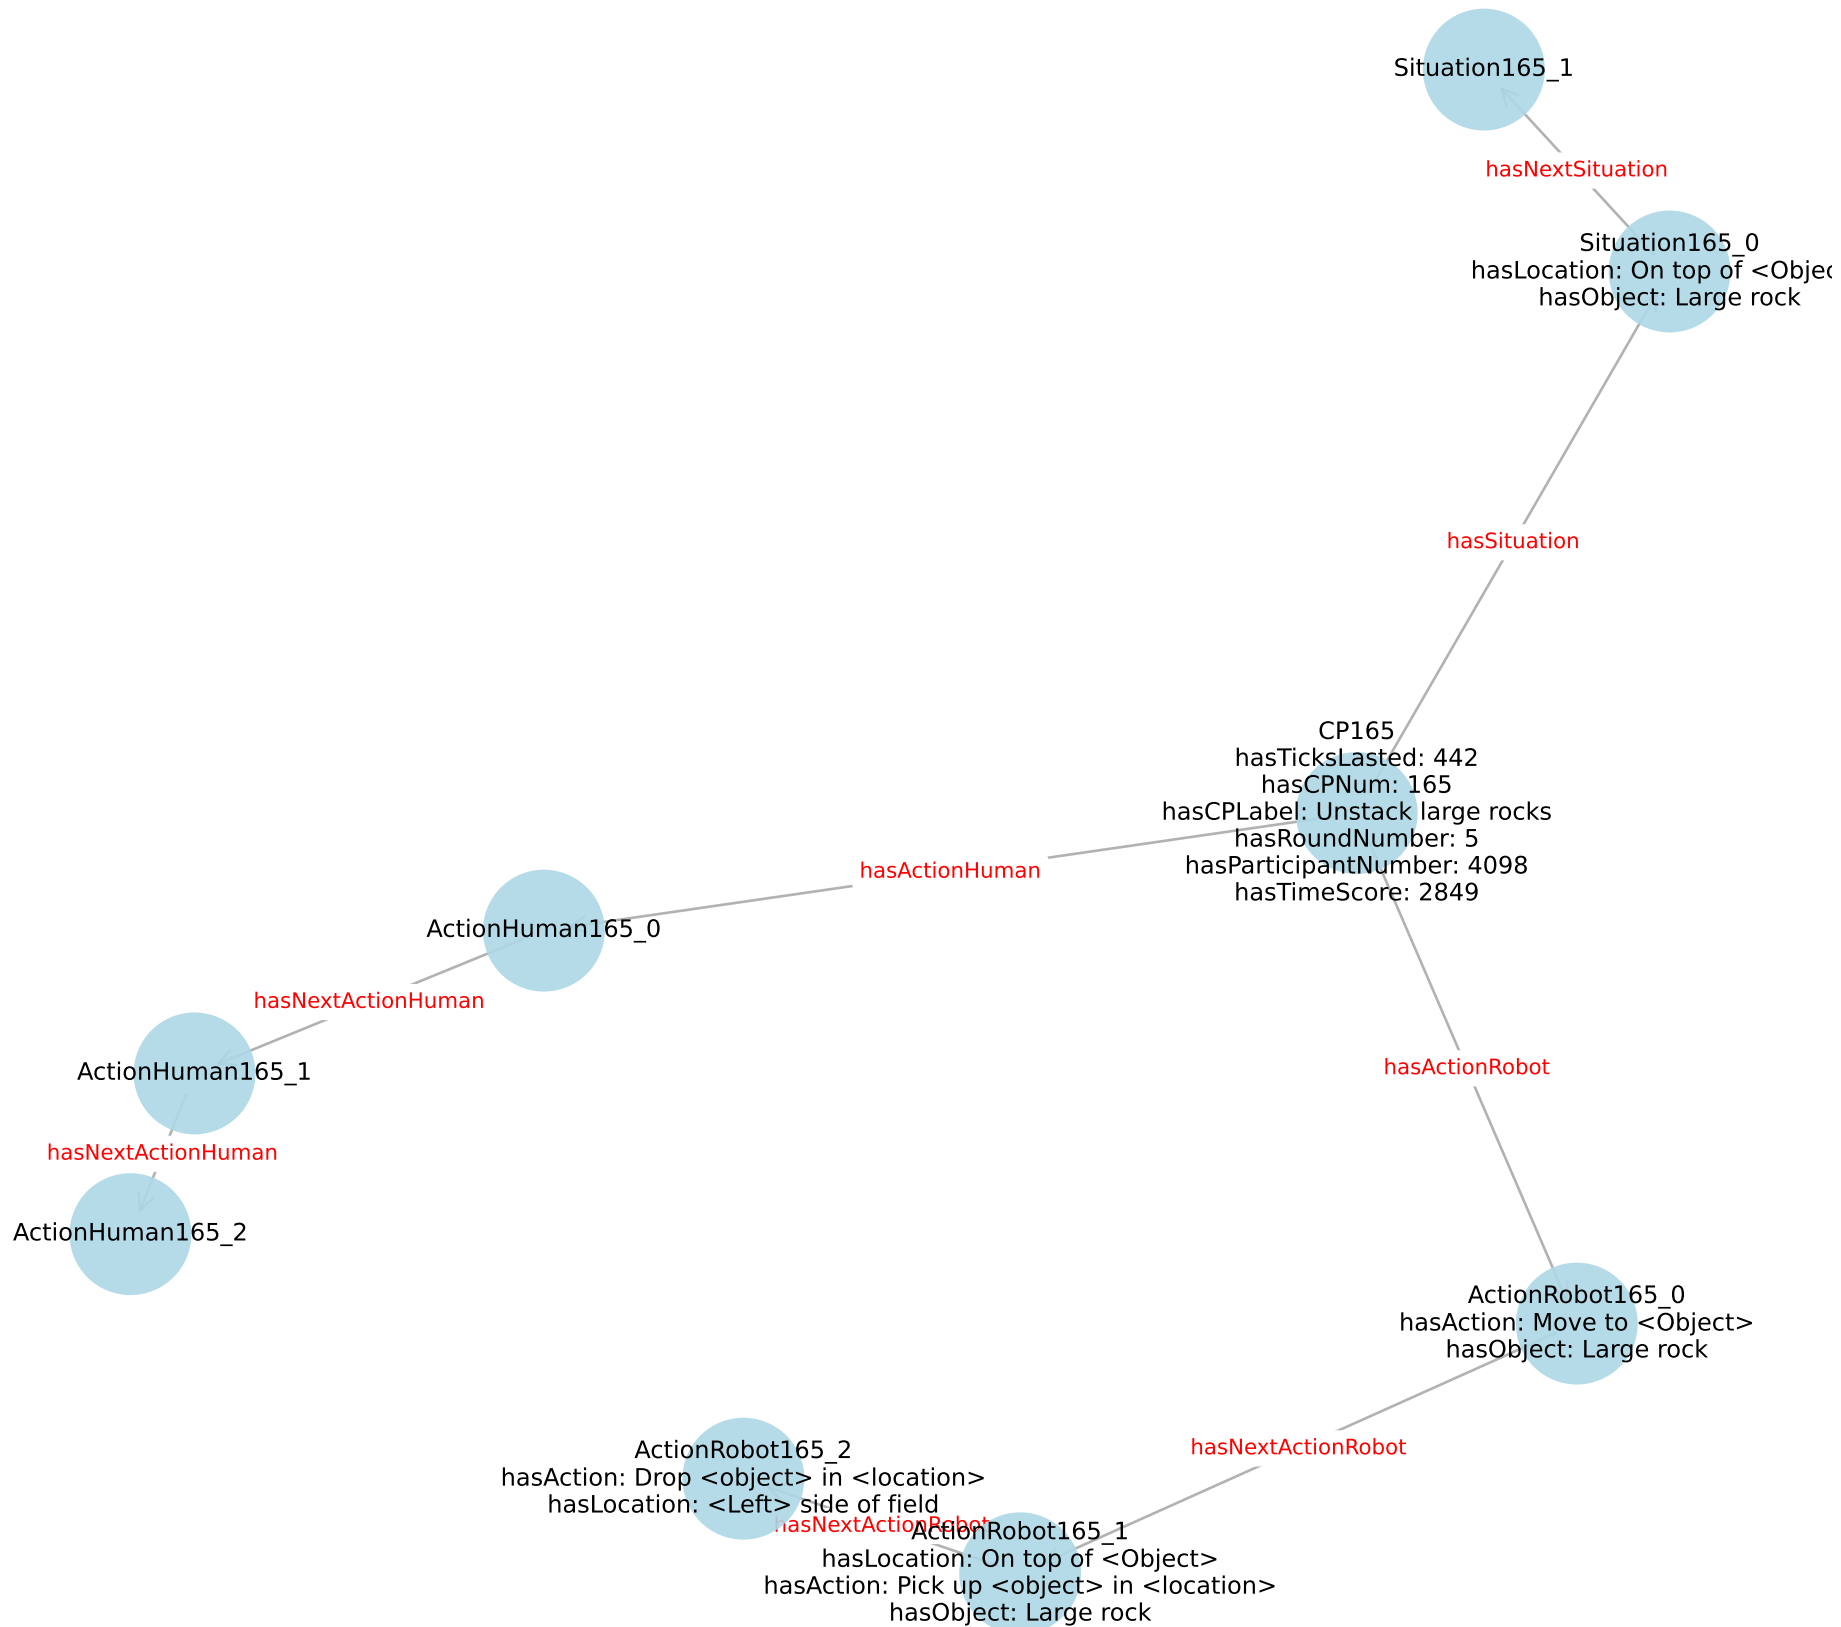 Situation165_1
hasNextSituation
Situation165_0
hasLocation: On top of <Objec
hasObject: Large rock
hasSituation
CP165
hasTicksLasted: 442
hasCPNum: 165
hasCPLabel: Unstack large rocks
hasRoundNumber: 5
hasParticipantNumber: 4098
hasTimeScore: 2849
hasActionHuman
ActionHuman165_0
hasNextActionHuman
ActionHuman165_1
hasNextActionHuman
ActionHuman165_2
hasActionRobot
ActionRobot165_0
hasAction: Move to <Object>
hasObject: Large rock
hasNextActionRobot
ActionRobot165_2
hasAction: Drop <object> in <location>
hasLocation: <Left> side of field
hasNextActionRobot
ActionRobot165_1
hasLocation: On top of <Object>
hasAction: Pick up <object> in <location>
hasObject: Large rock